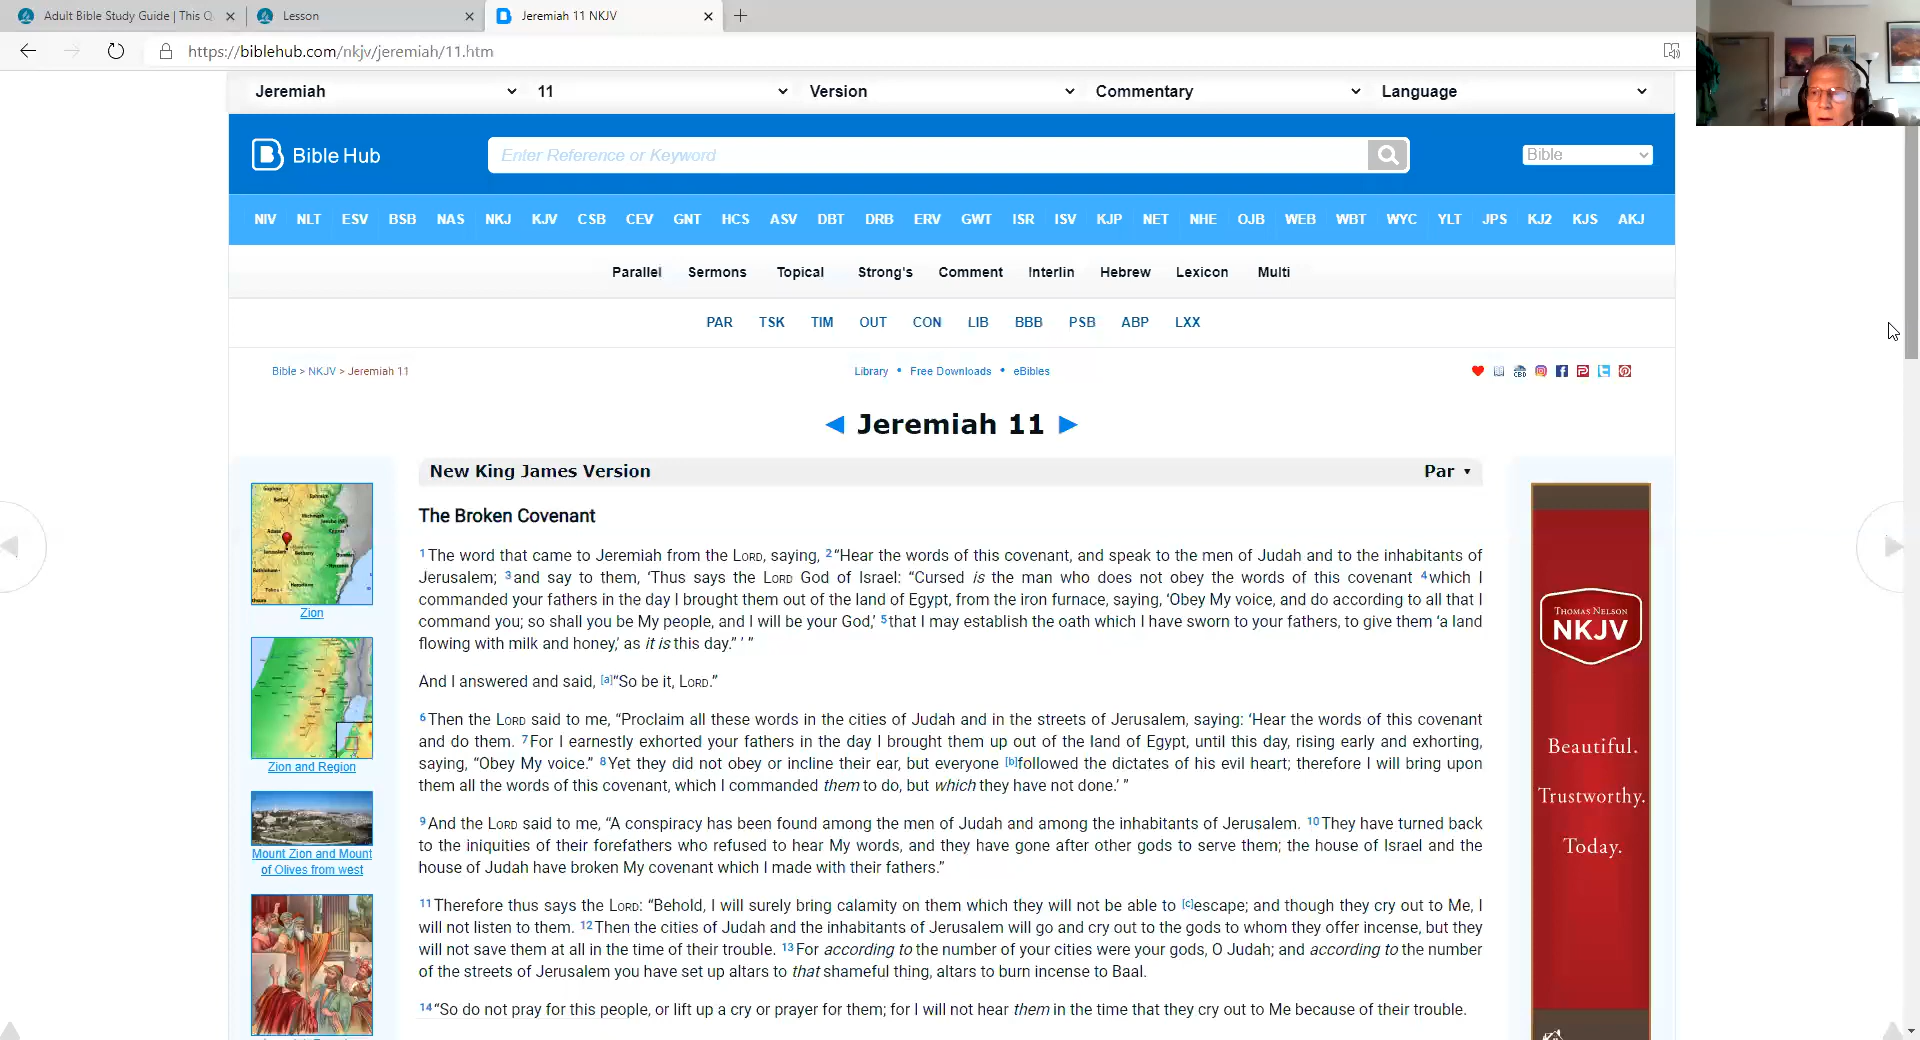 Adult Bible Study Guide | This Q
Lesson
Jeremiah 11 NKJV
https://biblehub.com/nkjv/jeremiah/11.htm
Jeremiah 11 Version Commentary Language
Bible Hub
Enter Reference or Keyword
Bible
NIV NLT ESV BSB NAS NKJ KJV CSB CEV GNT HCS ASV DBT DRB ERV GWT ISR ISV KJP NET NHE OJB WEB WBT WYC YLT JPS KJ2 KJS AKJ
Parallel Sermons Topical Strong's Comment Interlin Hebrew Lexicon Multi
PAR TSK TIM OUT CON LIB BBB PSB ABP LXX
Bible > NKJV > Jeremiah 11
Library • Free Downloads • eBibles
◄ Jeremiah 11 ►
New King James Version Par ▾
The Broken Covenant
1 The word that came to Jeremiah from the LORD, saying, 2 “Hear the words of this covenant, and speak to the men of Judah and to the inhabitants of
Jerusalem; 3 and say to them, ‘Thus says the LORD God of Israel: “Cursed is the man who does not obey the words of this covenant 4 which I
commanded your fathers in the day I brought them out of the land of Egypt, from the iron furnace, saying, ‘Obey My voice, and do according to all that I
command you; so shall you be My people, and I will be your God,’ 5 that I may establish the oath which I have sworn to your fathers, to give them ‘a land
flowing with milk and honey,’ as it is this day.” ’ ”
And I answered and said, [a]“So be it, LORD.”
6 Then the LORD said to me, “Proclaim all these words in the cities of Judah and in the streets of Jerusalem, saying: ‘Hear the words of this covenant
and do them. 7 For I earnestly exhorted your fathers in the day I brought them up out of the land of Egypt, until this day, rising early and exhorting,
saying, “Obey My voice.” 8 Yet they did not obey or incline their ear, but everyone [b]followed the dictates of his evil heart; therefore I will bring upon
them all the words of this covenant, which I commanded them to do, but which they have not done.’ ”
9 And the LORD said to me, “A conspiracy has been found among the men of Judah and among the inhabitants of Jerusalem. 10 They have turned back
to the iniquities of their forefathers who refused to hear My words, and they have gone after other gods to serve them; the house of Israel and the
house of Judah have broken My covenant which I made with their fathers.”
11 Therefore thus says the LORD: “Behold, I will surely bring calamity on them which they will not be able to [c]escape; and though they cry out to Me, I
will not listen to them. 12 Then the cities of Judah and the inhabitants of Jerusalem will go and cry out to the gods to whom they offer incense, but they
will not save them at all in the time of their trouble. 13 For according to the number of your cities were your gods, O Judah; and according to the number
of the streets of Jerusalem you have set up altars to that shameful thing, altars to burn incense to Baal.
14 “So do not pray for this people, or lift up a cry or prayer for them; for I will not hear them in the time that they cry out to Me because of their trouble.
Zion
Zion and Region
Mount Zion and Mount
of Olives from west
THOMAS NELSON
NKJV
Beautiful.
Trustworthy.
Today.